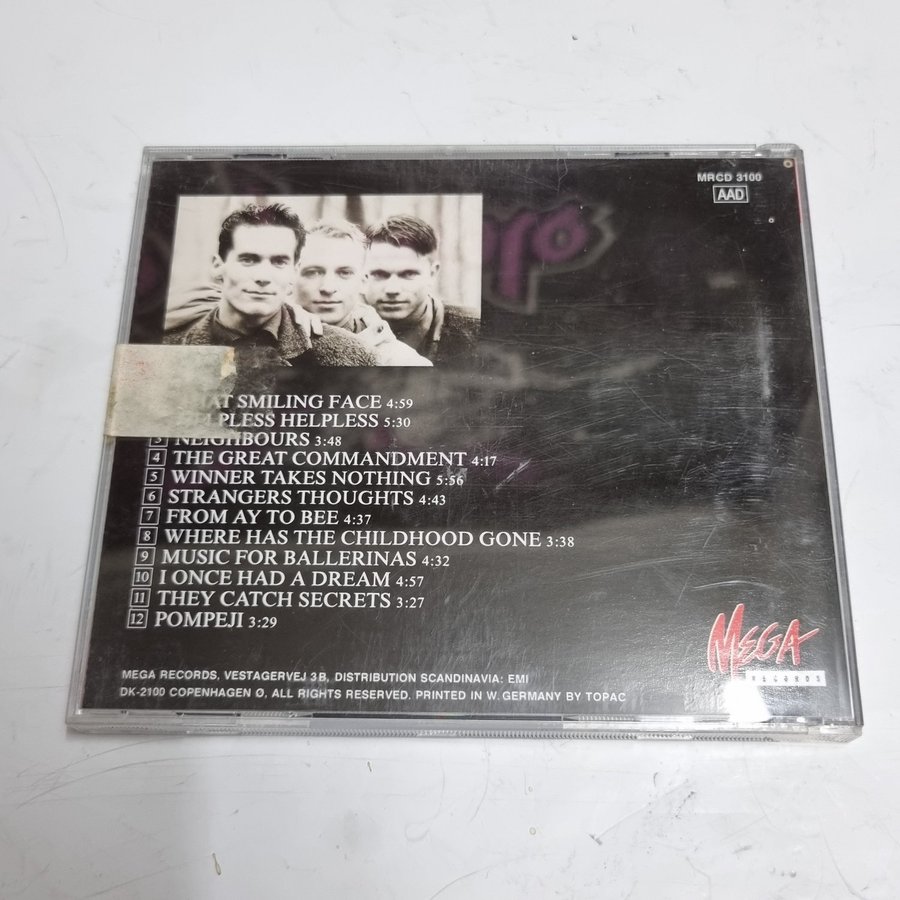 MRCD 3100
AAD
SMILING FACE 4:59
HELPLESS 5:30
3 NEIGHBOURS 3:48
4 THE GREAT COMMANDMENT 4:17
5 WINNER TAKES NOTHING 5:56
6 STRANGERS THOUGHTS 4:43
7 FROM AY TO BEE 4:37
8 WHERE HAS THE CHILDHOOD GONE 3:38
9 MUSIC FOR BALLERINAS 4:32
10 I ONCE HAD A DREAM 4:57
11 THEY CATCH SECRETS 3:27
12 POMPEJI 3:29
MEGA
RECORDS
MEGA RECORDS, VESTAGERVEJ 3B, DISTRBUTION SCANDINAVIA: EMI
DK-2100 COPENHAGEN Ø, ALL RIGHTS RESERVED. PRINTED IN W. GERMANY BY TOPAC